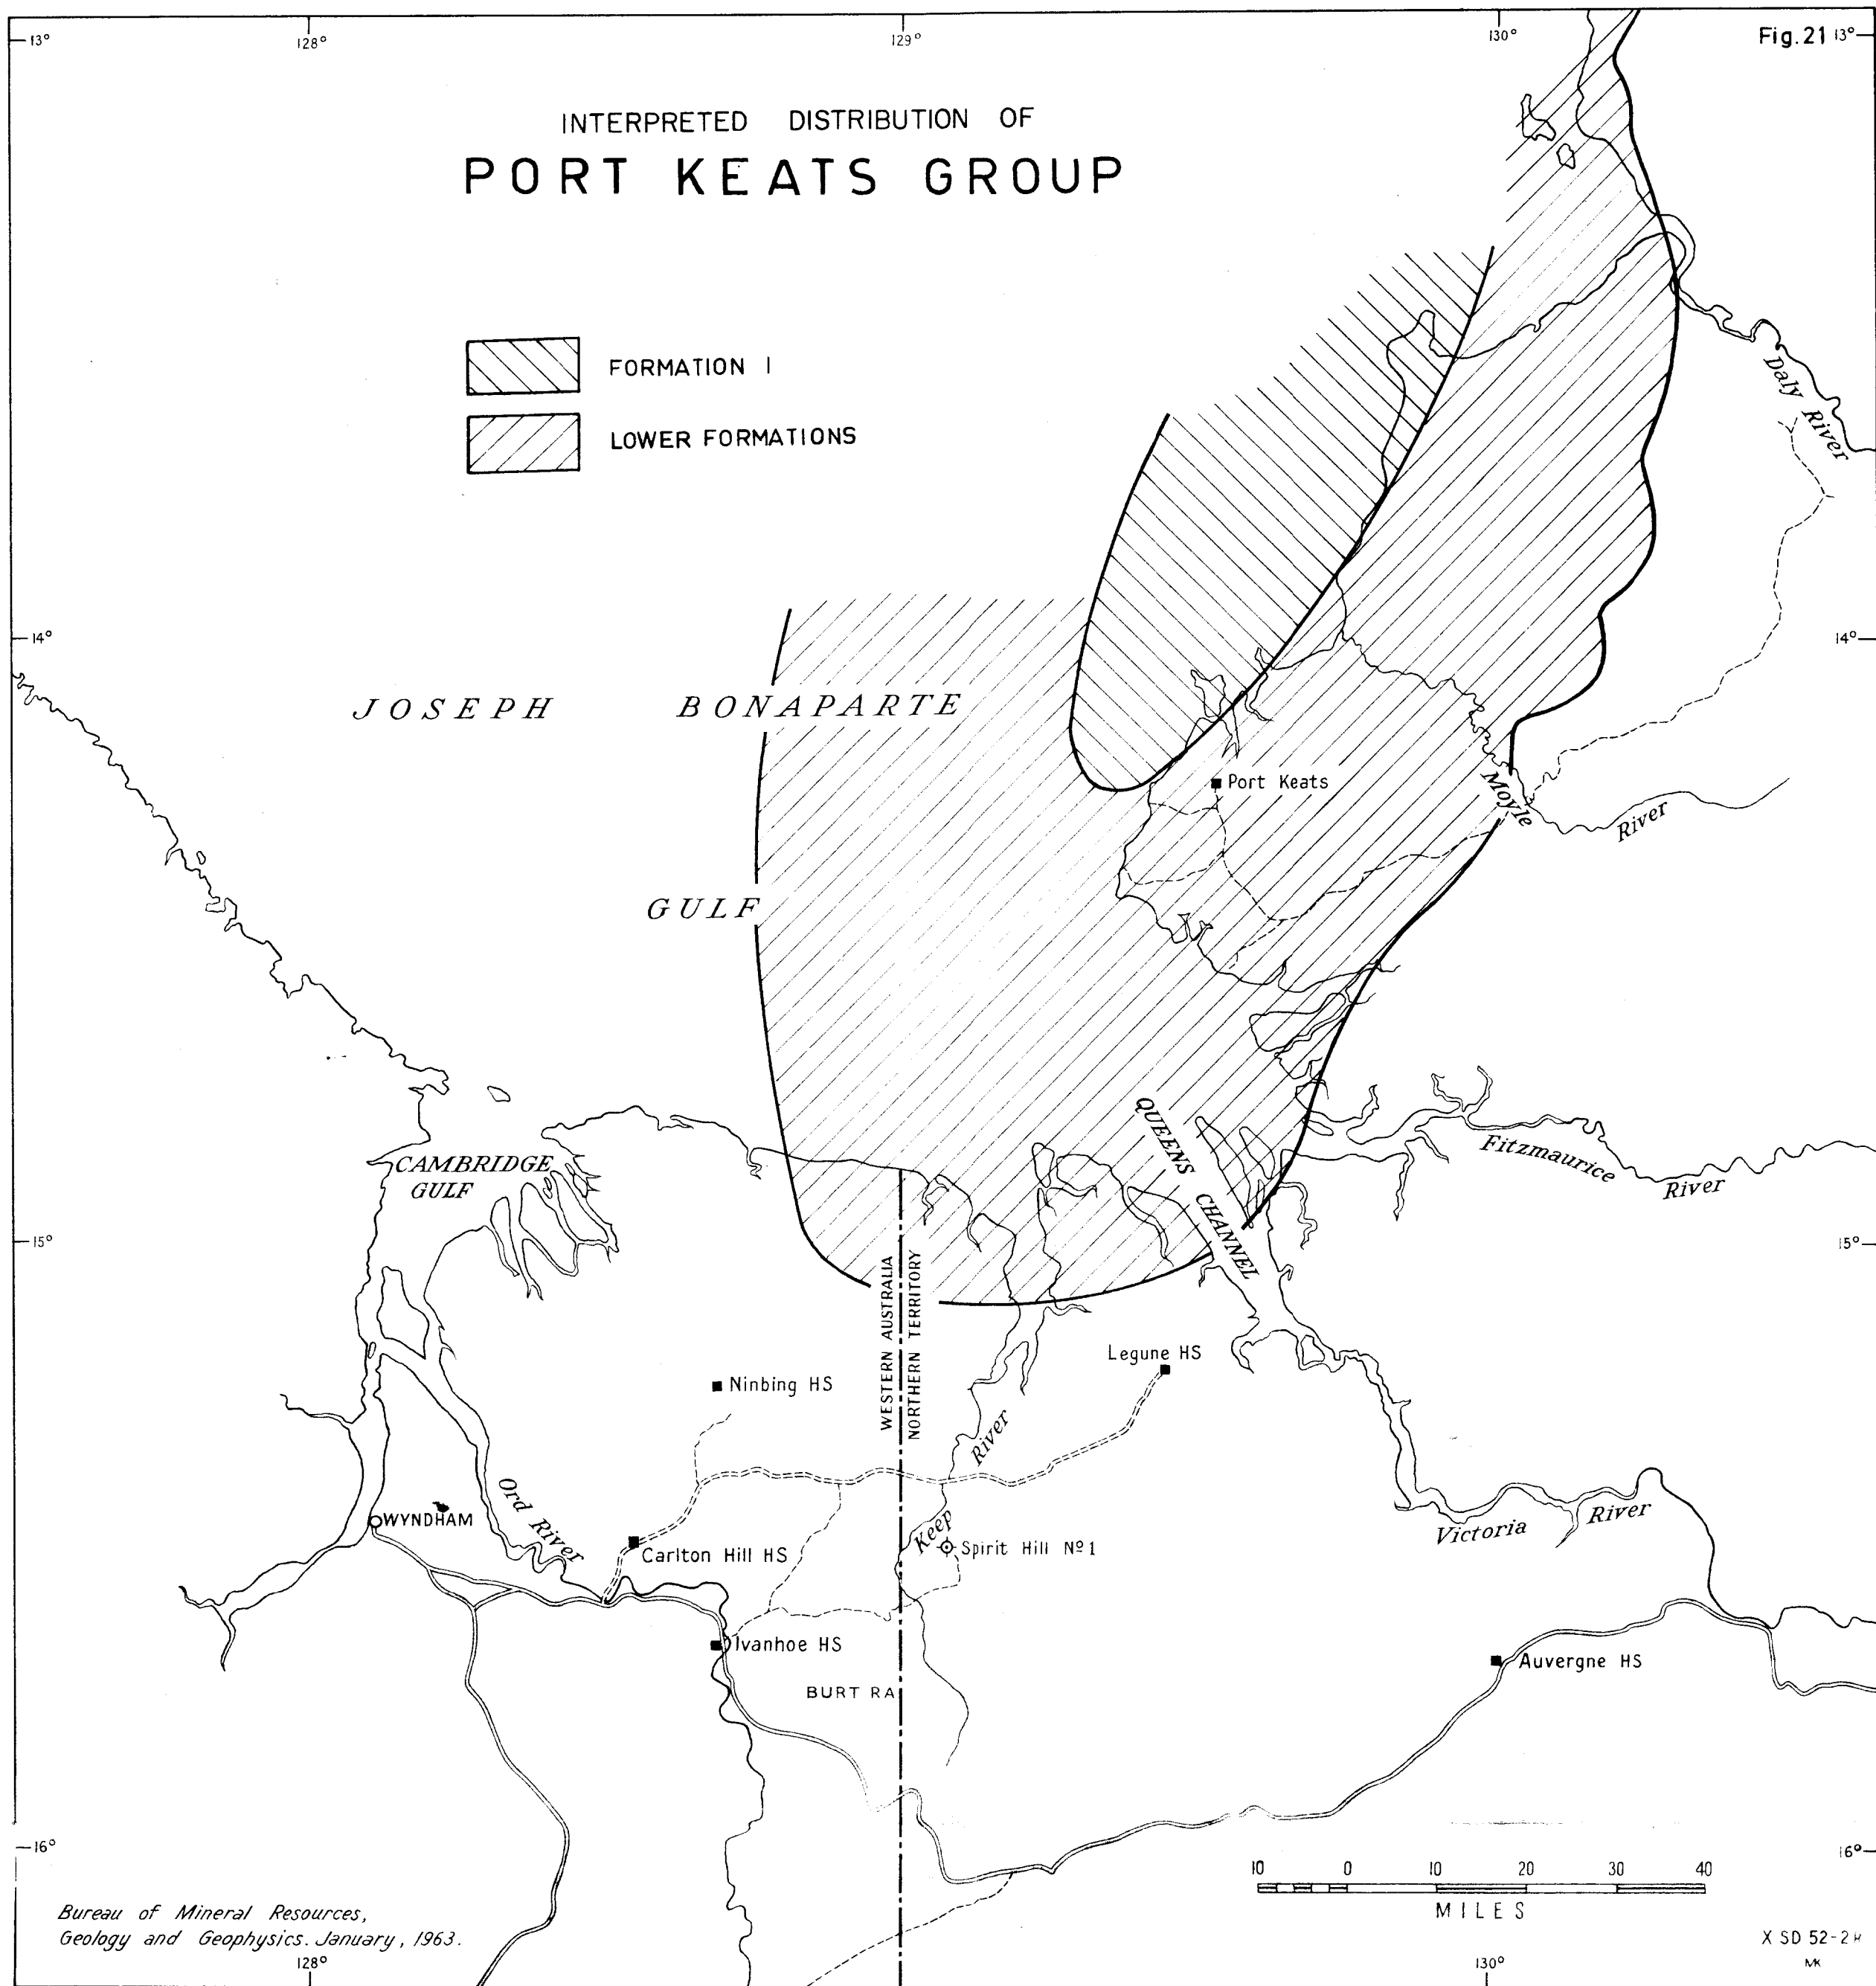 13°
128°
129°
130°
Fig.21 13°
INTERPRETED DISTRIBUTION OF
PORT KEATS GROUP
FORMATION I
LOWER FORMATIONS
Daly River
14°
14°
JOSEPH BONAPARTE
GULF
Port Keats
Moyle
River
QUEENS CHANNEL
Fitzmaurice
River
CAMBRIDGE
GULF
15°
15°
WESTERN AUSTRALIA
NORTHERN TERRITORY
Legune HS
Ninbing HS
River
Keep
Ord River
WYNDHAM
Carlton Hill HS
Spirit Hill Nº1
Victoria
River
Ivanhoe HS
Auvergne HS
BURT RA
16°
16°
10 0 10 20 30 40
MILES
Bureau of Mineral Resources,
Geology and Geophysics. January, 1963.
X SD 52-2
MK
128°
130°